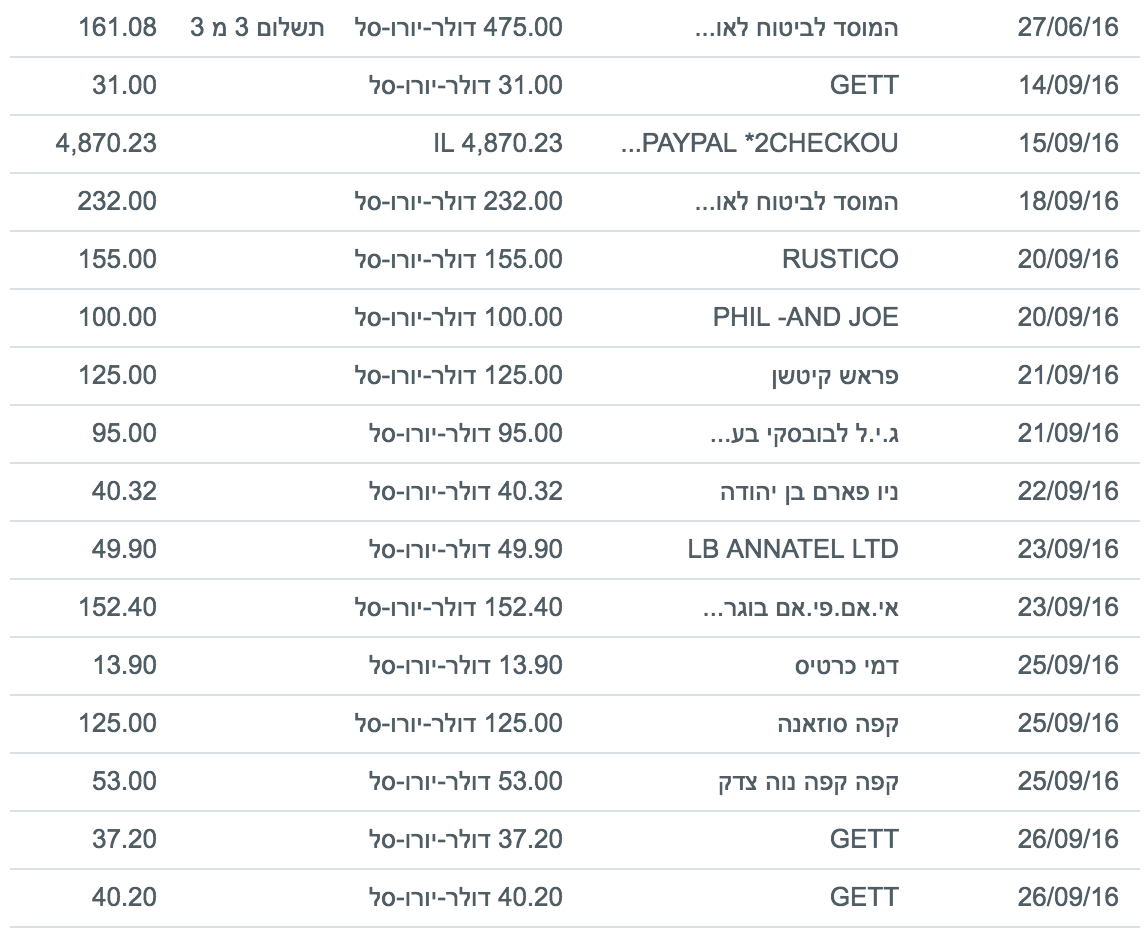 27/06/16 המוסד לביטוח לאו... 475.00 דולר-יורו-סל תשלום 3 מ 3 161.08
14/09/16 GETT 31.00 דולר-יורו-סל 31.00
15/09/16 PAYPAL *2CHECKOU... 4,870.23 IL 4,870.23
18/09/16 המוסד לביטוח לאו... 232.00 דולר-יורו-סל 232.00
20/09/16 RUSTICO 155.00 דולר-יורו-סל 155.00
20/09/16 PHIL -AND JOE 100.00 דולר-יורו-סל 100.00
21/09/16 פראש קיטשן 125.00 דולר-יורו-סל 125.00
21/09/16 ג.י.ל לבובסקי בע... 95.00 דולר-יורו-סל 95.00
22/09/16 ניו פארם בן יהודה 40.32 דולר-יורו-סל 40.32
23/09/16 LB ANNATEL LTD 49.90 דולר-יורו-סל 49.90
23/09/16 אי.אם.פי.אם בוגר... 152.40 דולר-יורו-סל 152.40
25/09/16 דמי כרטיס 13.90 דולר-יורו-סל 13.90
25/09/16 קפה סוזאנה 125.00 דולר-יורו-סל 125.00
25/09/16 קפה קפה נוה צדק 53.00 דולר-יורו-סל 53.00
26/09/16 GETT 37.20 דולר-יורו-סל 37.20
26/09/16 GETT 40.20 דולר-יורו-סל 40.20